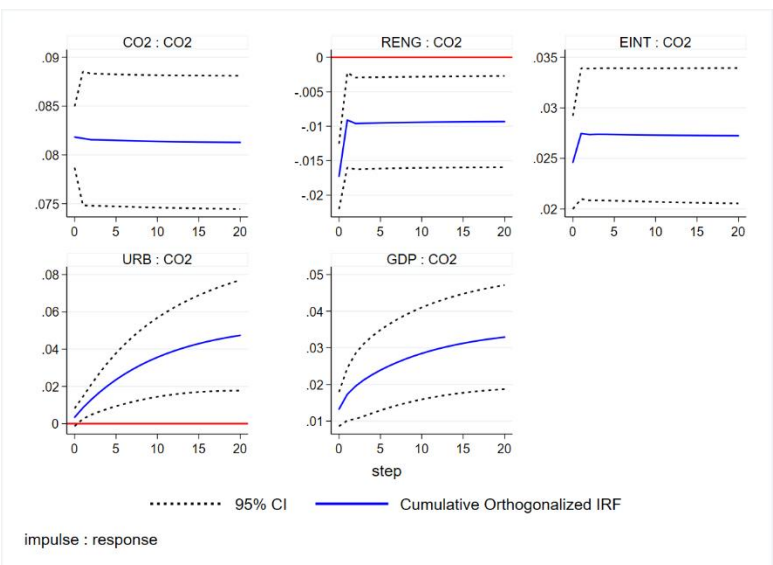 CO2 : CO2
.09
.085
.08
.075
0 5 10 15 20
RENG : CO2
0
-.005
-.01
-.015
-.02
0 5 10 15 20
EINT : CO2
.035
.03
.025
.02
0 5 10 15 20
URB : CO2
.08
.06
.04
.02
0
0 5 10 15 20
GDP : CO2
.05
.04
.03
.02
.01
0 5 10 15 20
step
95% CI Cumulative Orthogonalized IRF
impulse : response